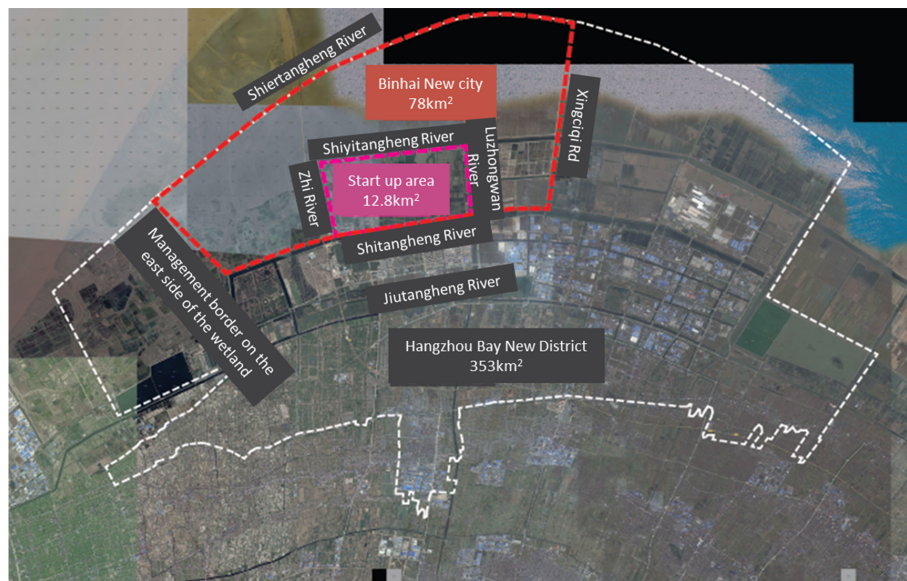 Shiertangheng River
Binhai New city
78km²
Xingciqi Rd
Shiyitangheng River
Luzhongwan
River
Zhi River
Start up area
12.8km²
Shitangheng River
Management border on the
east side of the wetland
Jiutangheng River
Hangzhou Bay New District
353km²